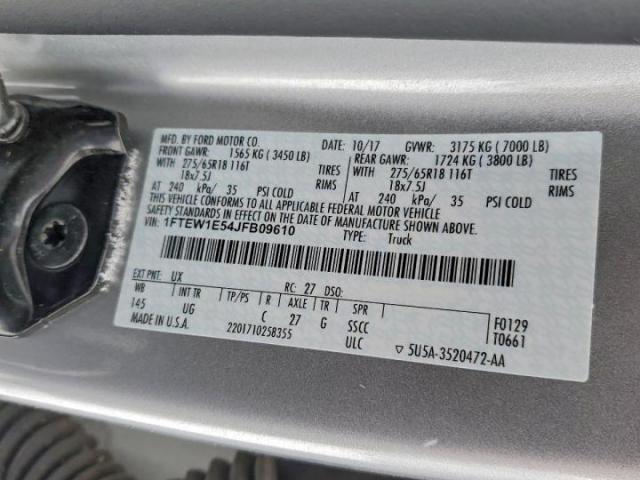 MFD. BY FORD MOTOR CO. DATE: 10/17 GVWR: 3175 KG ( 7000 LB)
FRONT GAWR: 1565 KG ( 3450 LB) REAR GAWR: 1724 KG ( 3800 LB)
WITH 275/65R18 116T TIRES WITH 275/65R18 116T TIRES
18x7.5J RIMS 18x7.5J RIMS
AT 240 kPa/ 35 PSI COLD AT 240 kPa/ 35 PSI COLD
THIS VEHICLE CONFORMS TO ALL APPLICABLE FEDERAL MOTOR VEHICLE
SAFETY STANDARDS IN EFFECT ON THE DATE OF MANUFACTURE SHOWN ABOVE.
VIN: 1FTEW1E54JFB09610 TYPE: Truck
EXT PNT: UX RC: 27 DSO:
WB INT TR TP/PS R AXLE TR SPR F0129
145 UG C 27 G SSCC T0661
MADE IN U.S.A. 2201710258355 ULC ▽ 5U5A-3520472-AA